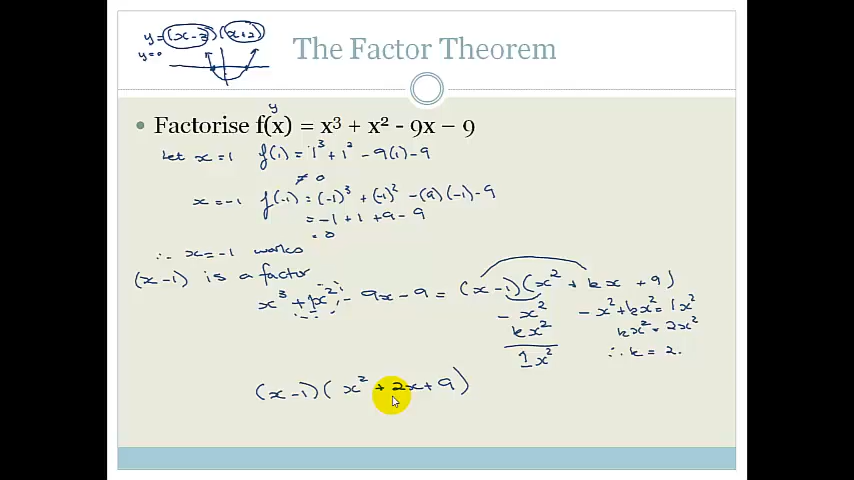 y = (x-2)(x+2)
y=0
The Factor Theorem
y
• Factorise f(x) = x³ + x² - 9x – 9
Let x=1 f(1) = 1³ + 1² - 9(1) - 9
≠ 0
x = -1 f(-1) = (-1)³ + (-1)² - (9)(-1) - 9
= -1 + 1 + 9 - 9
= 0
∴ x = -1 works
(x-1) is a factor
x³ + 1x² - 9x - 9 = (x-1)(x² + kx + 9)
- x² - x² + kx² = 1x²
kx² kx² = 2x²
1x² ∴ k = 2.
(x-1)(x² + 2x + 9)